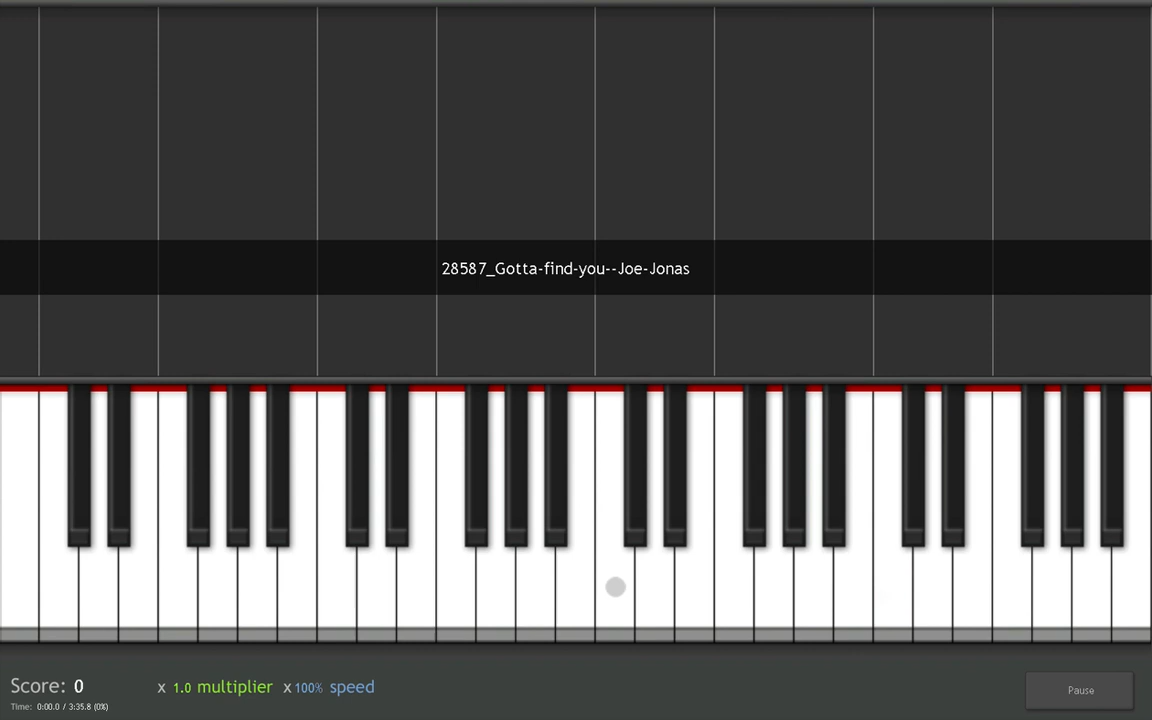 28587_Gotta-find-you--Joe-Jonas
Score: 0 x 1.0 multiplier x 100% speed
Pause
Time: 0:00.0 / 3:35.8 (0%)